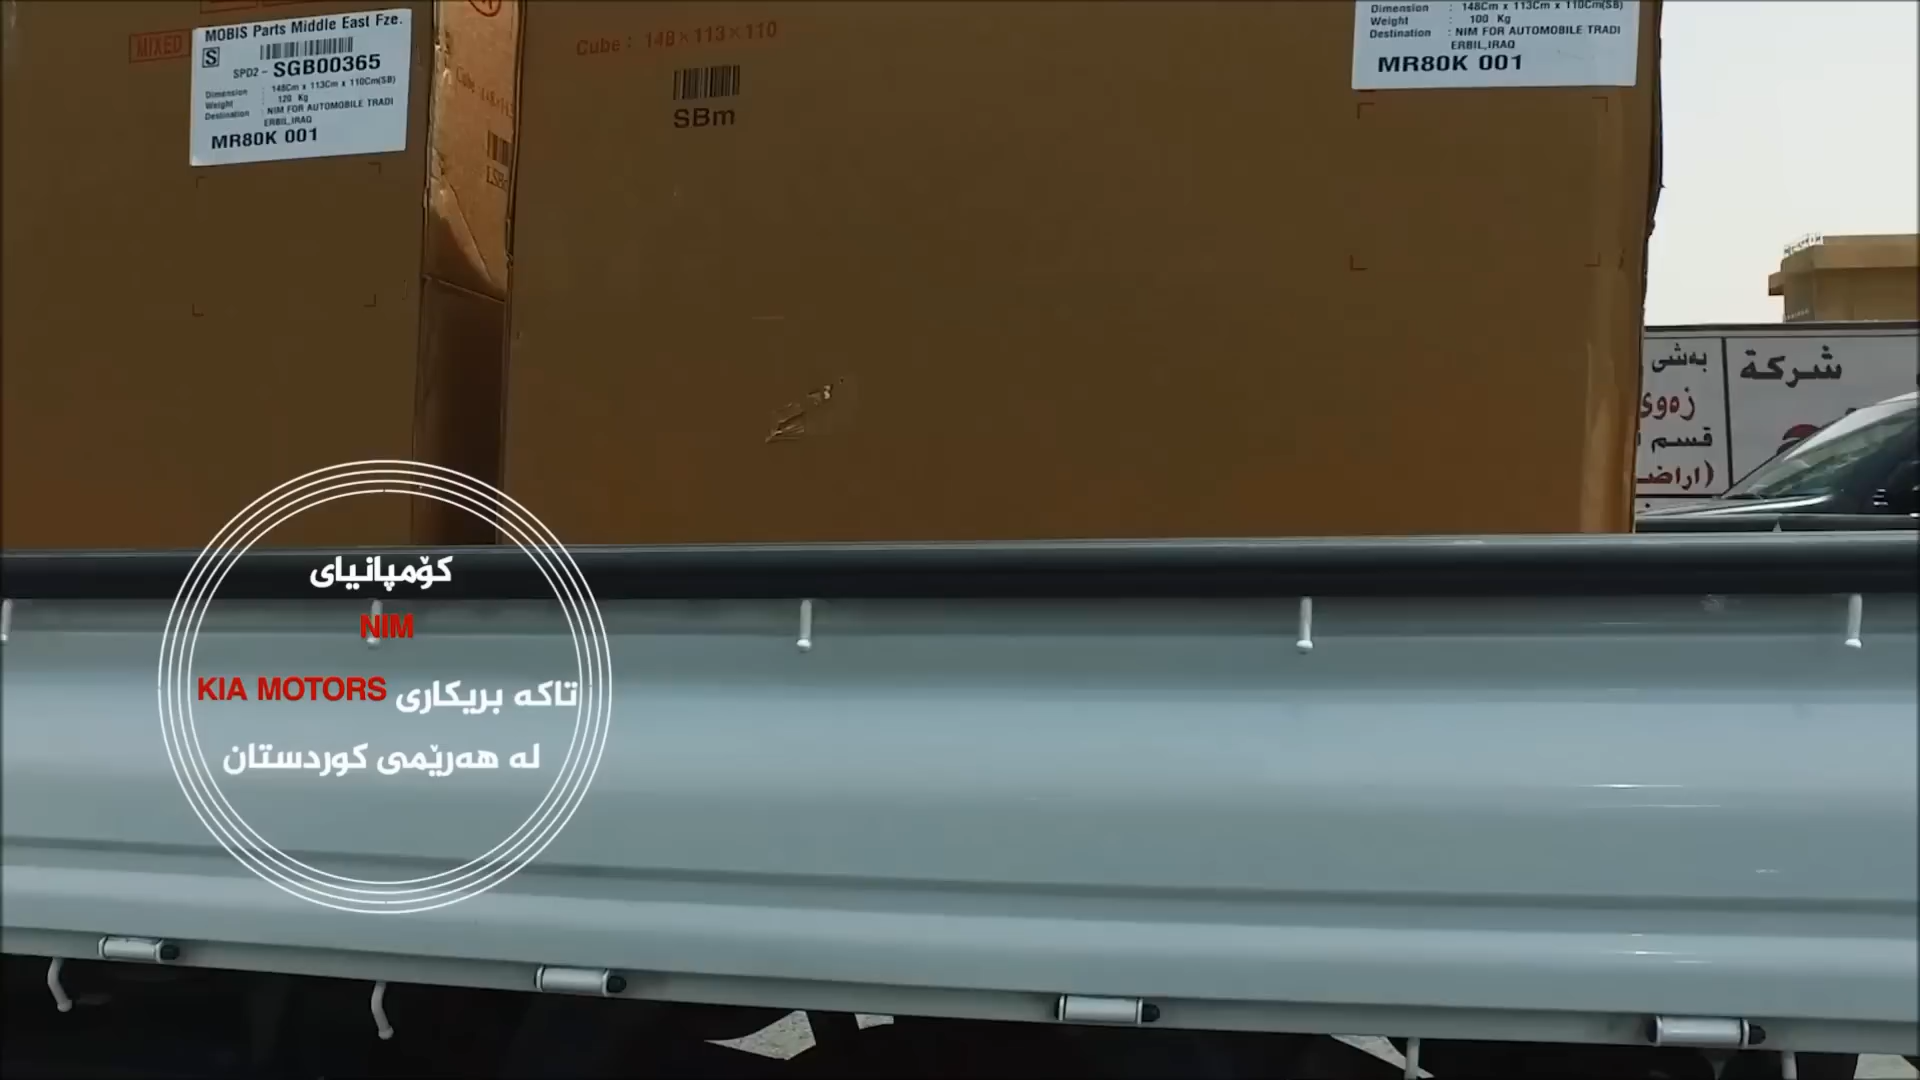 MIXED
MOBIS Parts Middle East Fze.
S
SPD2 - SGB00365
Dimension : 148Cm x 113Cm x 110Cm(SB)
Weight : 120 Kg
Destination : NIM FOR AUTOMOBILE TRADI
ERBIL,IRAQ
MR80K 001
Cube : 148×113×110
SBm
Dimension : 148Cm x 113Cm x 110Cm(SB)
Weight : 100 Kg
Destination : NIM FOR AUTOMOBILE TRADI
ERBIL,IRAQ
MR80K 001
بەشی
زەوی
قسم
شركة
کۆمپانیای
NIM
تاکە بریکاری KIA MOTORS
لە هەرێمی کوردستان